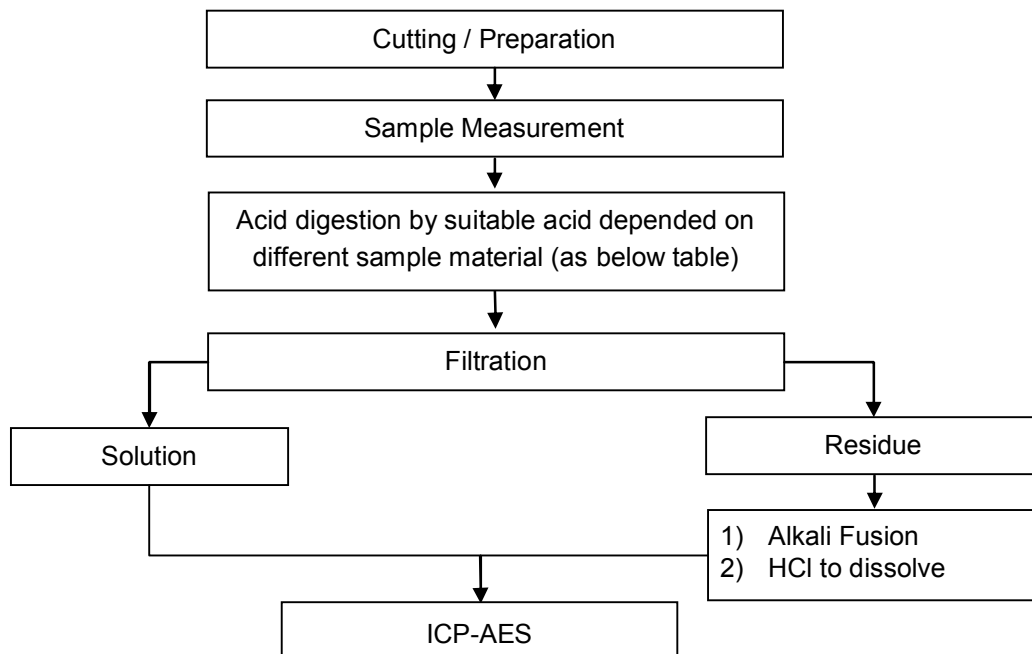 Cutting / Preparation
Sample Measurement
Acid digestion by suitable acid depended on
different sample material (as below table)
Filtration
Solution
Residue
1) Alkali Fusion
2) HCl to dissolve
ICP-AES